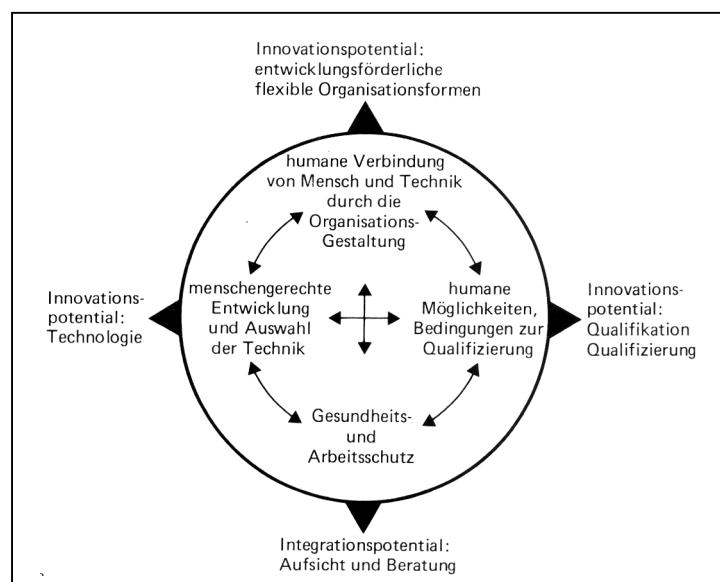 Innovationspotential:
entwicklungsförderliche
flexible Organisationsformen
humane Verbindung
von Mensch und Technik
durch die
Organisations-
Gestaltung
Innovations-
potential:
Technologie
menschengerechte
Entwicklung
und Auswahl
der Technik
humane
Möglichkeiten,
Bedingungen zur
Qualifizierung
Innovations-
potential:
Qualifikation
Qualifizierung
Gesundheits-
und
Arbeitsschutz
Integrationspotential:
Aufsicht und Beratung